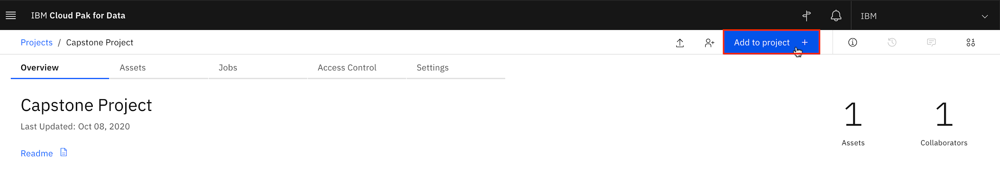 IBM Cloud Pak for Data
IBM
Projects / Capstone Project
Add to project +
Overview
Assets
Jobs
Access Control
Settings
Capstone Project
Last Updated: Oct 08, 2020
Readme
1
Assets
1
Collaborators